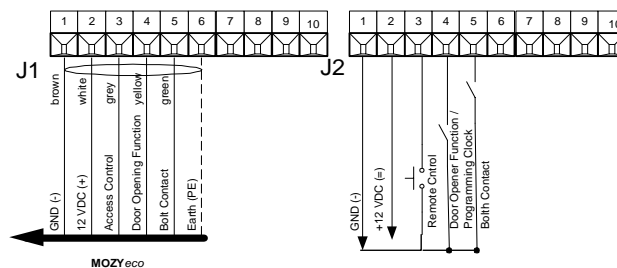 1 2 3 4 5 6 7 8 9 10
J1
brown
white
grey
yellow
green
GND (-)
12 VDC (+)
Access Control
Door Opening Function
Bolt Contact
Earth (PE)
MOZYeco
1 2 3 4 5 6 7 8 9 10
J2
GND (-)
+12 VDC (=)
Remote Cntrol
Door Opener Function /
Programming Clock
Bolth Contact